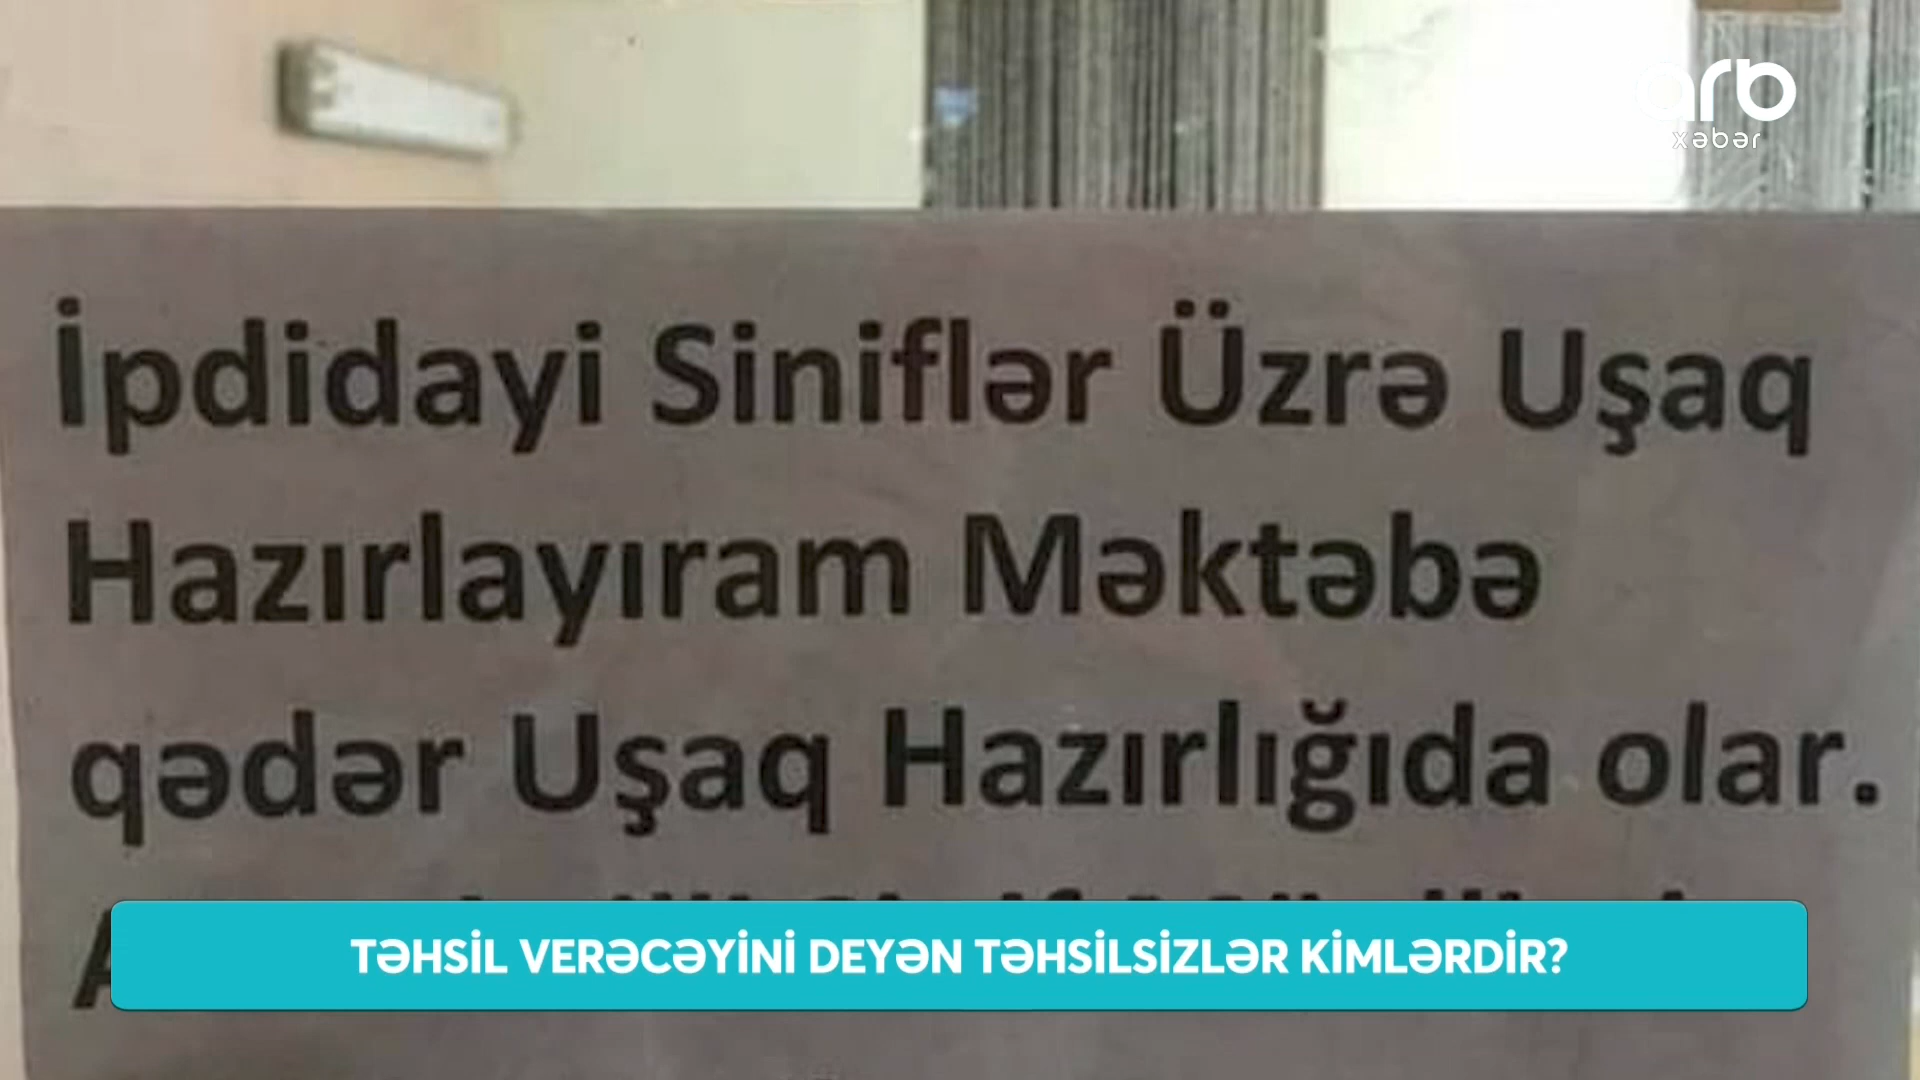 arb
xəbər
İpdidayi Siniflər Üzrə Uşaq
Hazırlayıram Məktəbə
qədər Uşaq Hazırlığıda olar.
TƏHSİL VERƏCƏYİNİ DEYƏN TƏHSİLSİZLƏR KİMLƏRDİR?